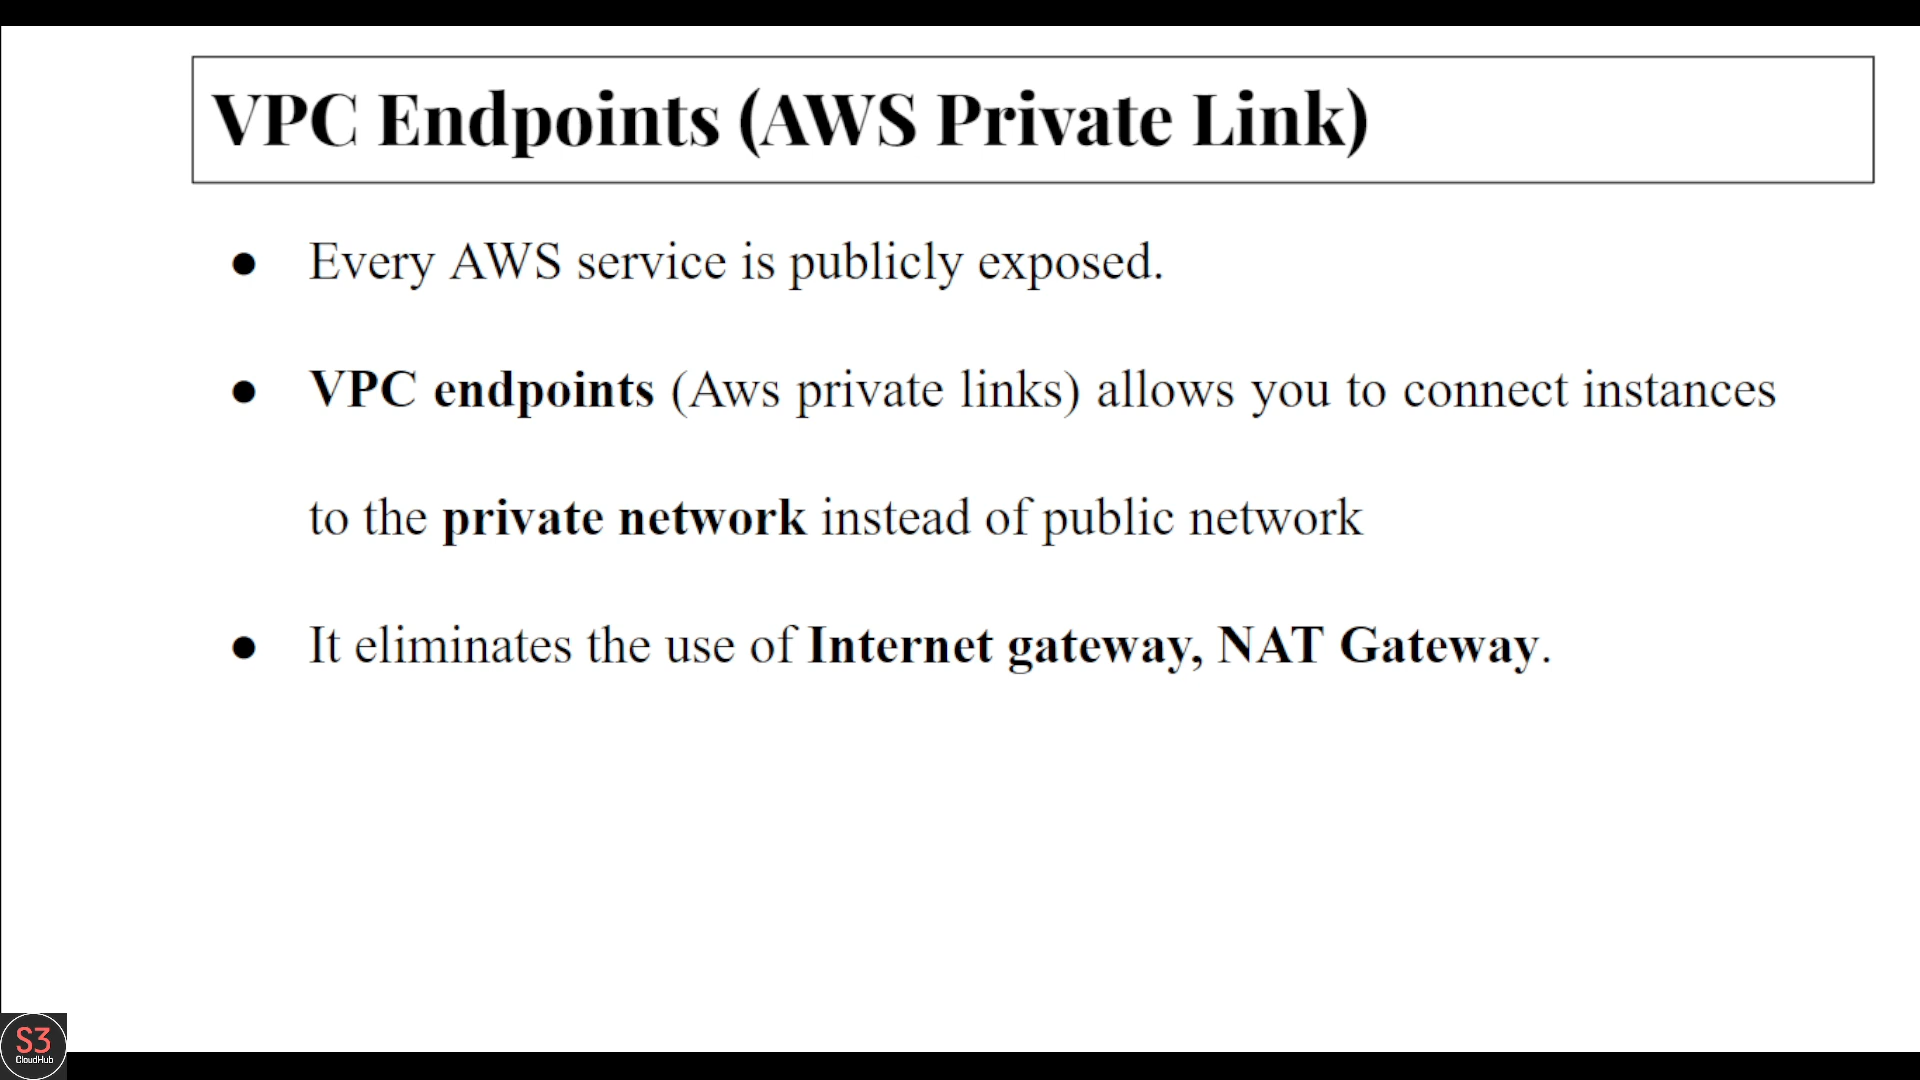 VPC Endpoints (AWS Private Link)
● Every AWS service is publicly exposed.
● VPC endpoints (Aws private links) allows you to connect instances
to the private network instead of public network
● It eliminates the use of Internet gateway, NAT Gateway.
S3
CloudHub